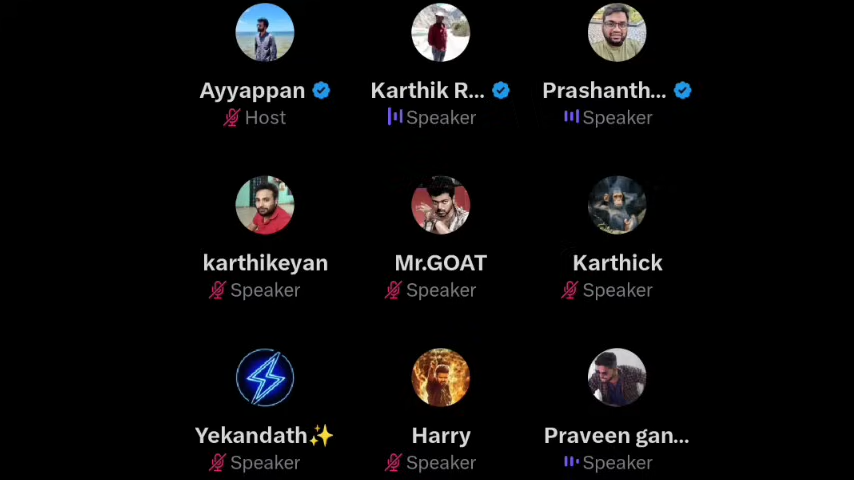 Ayyappan Karthik R... Prashanth...
Host Speaker Speaker
karthikeyan Mr.GOAT Karthick
Speaker Speaker Speaker
Yekandath✨ Harry Praveen gan...
Speaker Speaker Speaker